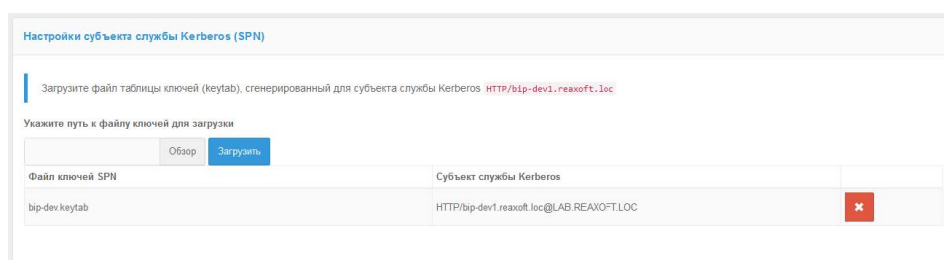 Настройки субъекта службы Kerberos (SPN)
Загрузите файл таблицы ключей (keytab), сгенерированный для субъекта службы Kerberos HTTP/bip-dev1.reaxoft.loc
Укажите путь к файлу ключей для загрузки
Обзор Загрузить
Файл ключей SPN Субъект службы Kerberos
bip-dev.keytab HTTP/bip-dev1.reaxoft.loc@LAB.REAXOFT.LOC